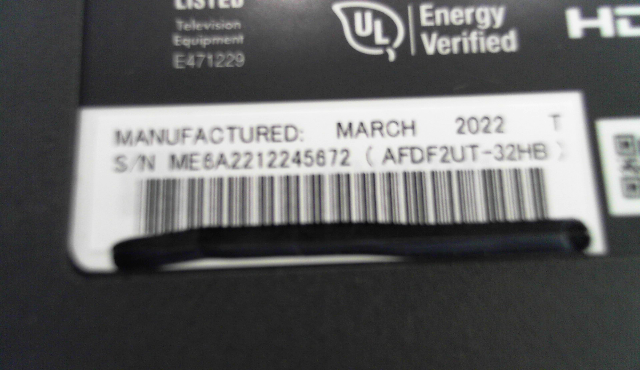 LISTED
Television
Equipment
E471229
UL
Energy
Verified
MANUFACTURED: MARCH 2022 T
S/N ME6A2212245672 (AFDF2UT-32HB)